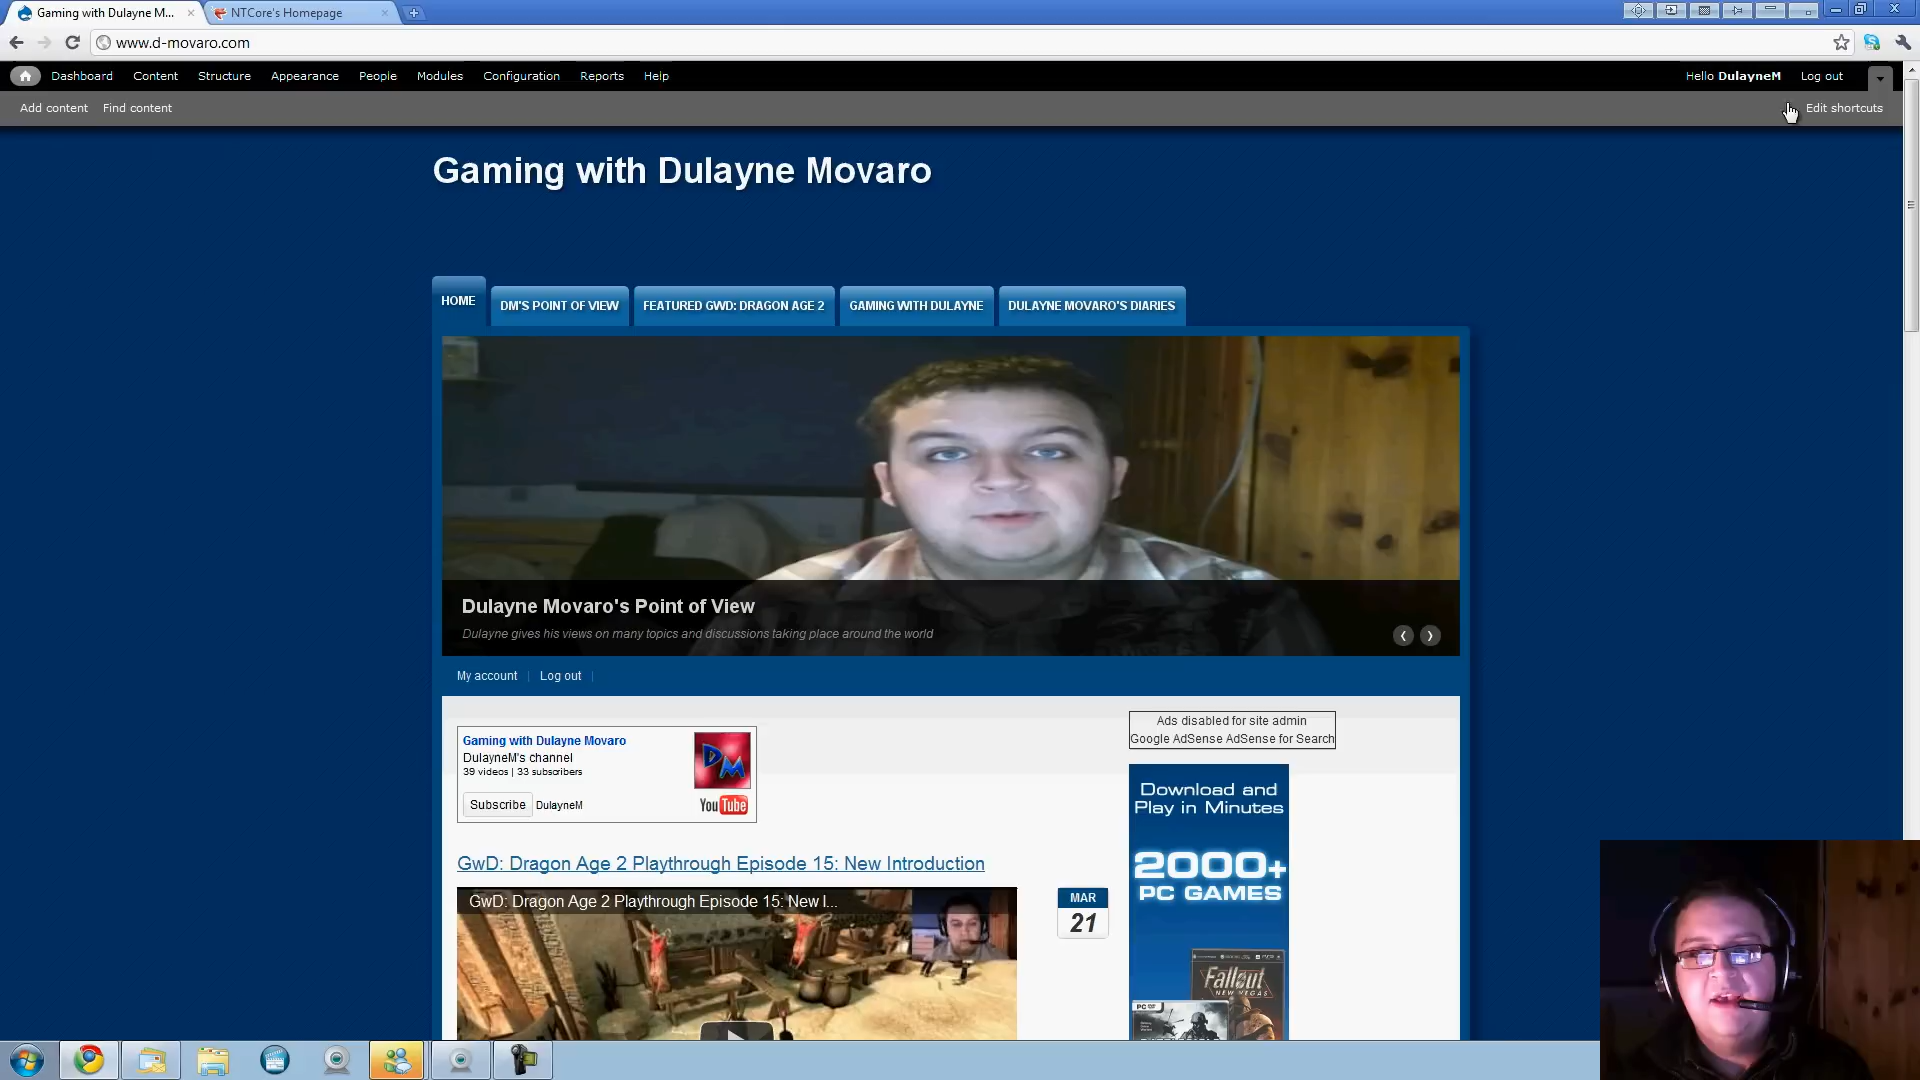 Gaming with Dulayne M...
NTCore's Homepage
www.d-movaro.com
Dashboard Content Structure Appearance People Modules Configuration Reports Help
Hello DulayneM Log out
Add content Find content
Edit shortcuts
Gaming with Dulayne Movaro
HOME
DM'S POINT OF VIEW
FEATURED GWD: DRAGON AGE 2
GAMING WITH DULAYNE
DULAYNE MOVARO'S DIARIES
Dulayne Movaro's Point of View
Dulayne gives his views on many topics and discussions taking place around the world
My account Log out
Gaming with Dulayne Movaro
DulayneM's channel
39 videos | 33 subscribers
Subscribe DulayneM
DM
YouTube
Ads disabled for site admin
Google AdSense AdSense for Search
Download and
Play in Minutes
2000+
PC GAMES
Fallout
NEW VEGAS
GwD: Dragon Age 2 Playthrough Episode 15: New Introduction
GwD: Dragon Age 2 Playthrough Episode 15: New I...
MAR
21